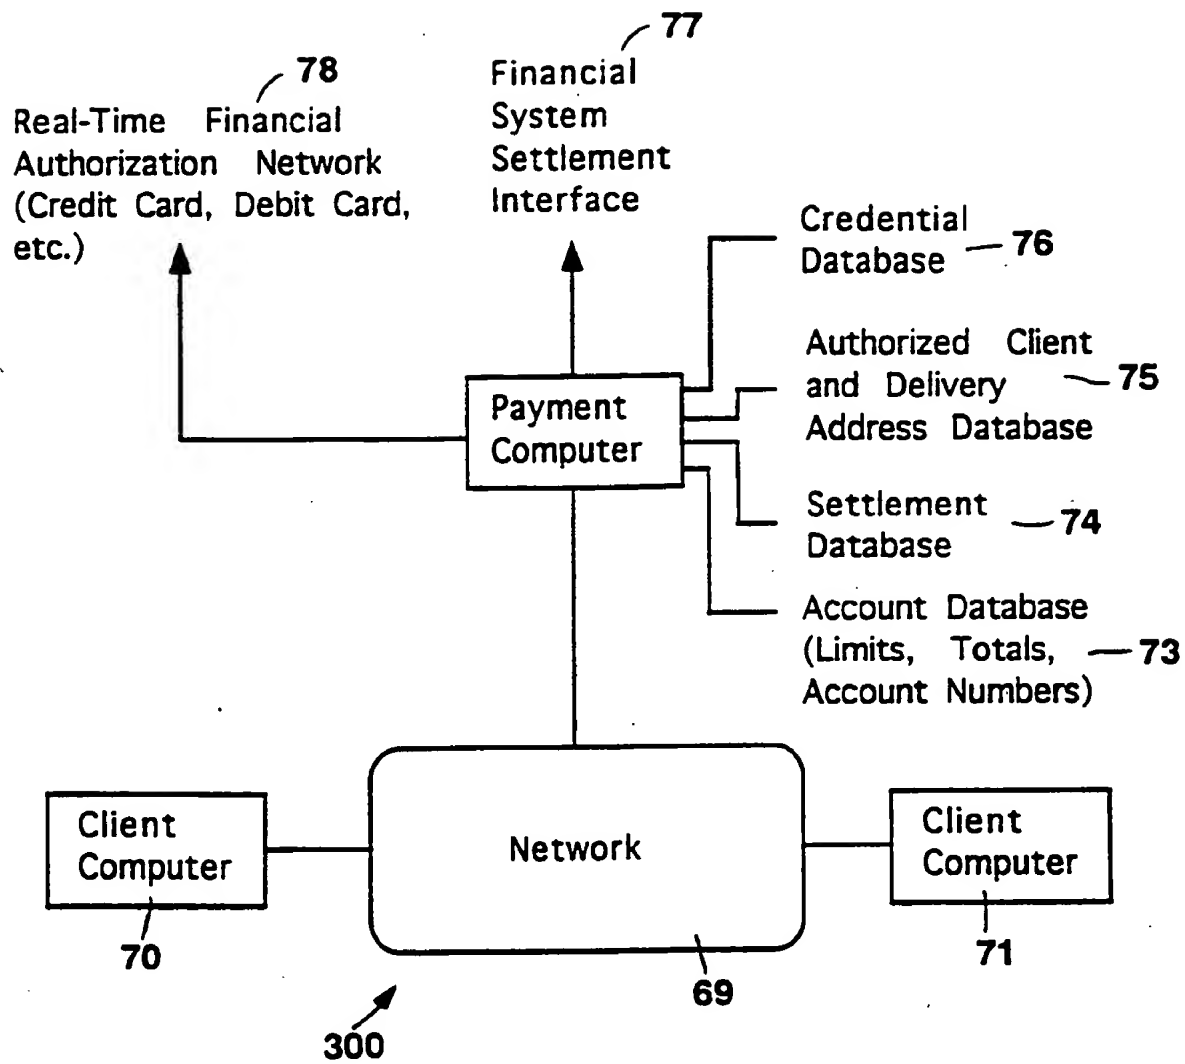 77
78
Real-Time Financial
Authorization Network
(Credit Card, Debit Card,
etc.)
Financial
System
Settlement
Interface
Credential
Database
76
Authorized Client
and Delivery
Address Database
75
Payment
Computer
Settlement
Database
74
Account Database
(Limits, Totals,
Account Numbers)
73
Client
Computer
70
Network
69
Client
Computer
71
300